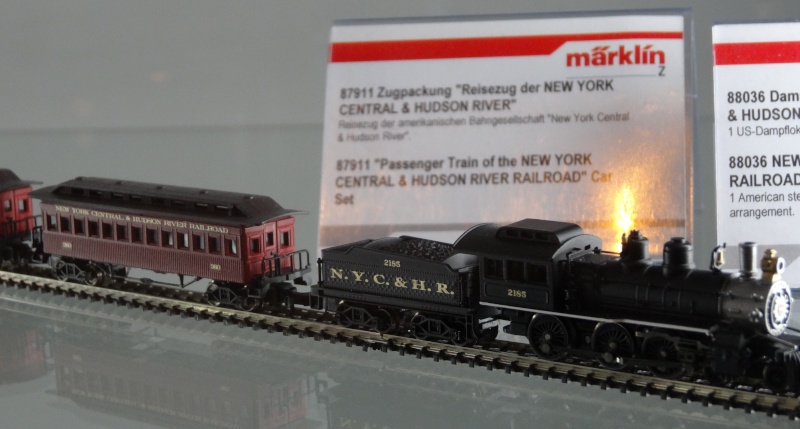 märklin
Z
87911 Zugpackung "Reisezug der NEW YORK
CENTRAL & HUDSON RIVER"
Reisezug der amerikanischen Bahngesellschaft "New York Central
& Hudson River".
87911 "Passenger Train of the NEW YORK
CENTRAL & HUDSON RIVER RAILROAD" Car
Set
88036 Dam
& HUDSON
1 US-Dampflok
88036 NEW
RAILROAD
1 American ste
arrangement.
NEW YORK CENTRAL & HUDSON RIVER RAILROAD
2185
N.Y.C.&H.R.
2185